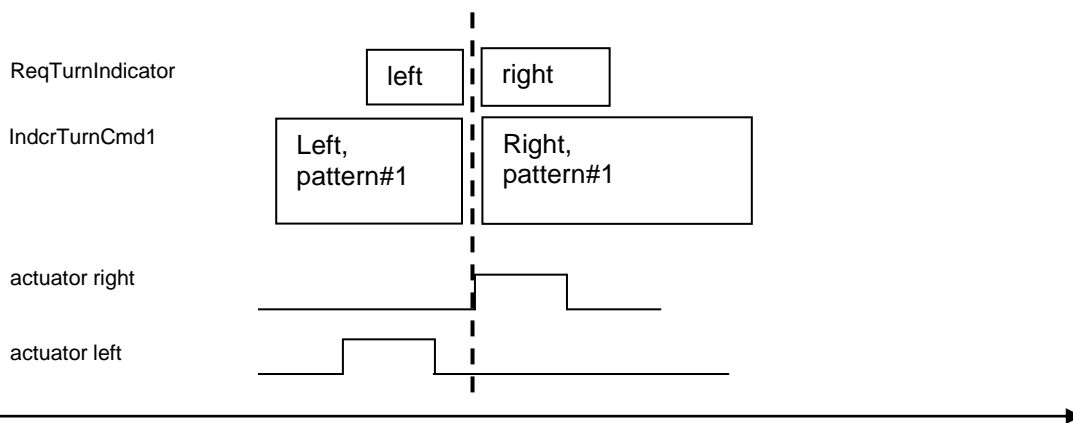 ReqTurnIndicator
left
right
IndcrTurnCmd1
Left,
pattern#1
Right,
pattern#1
actuator right
actuator left